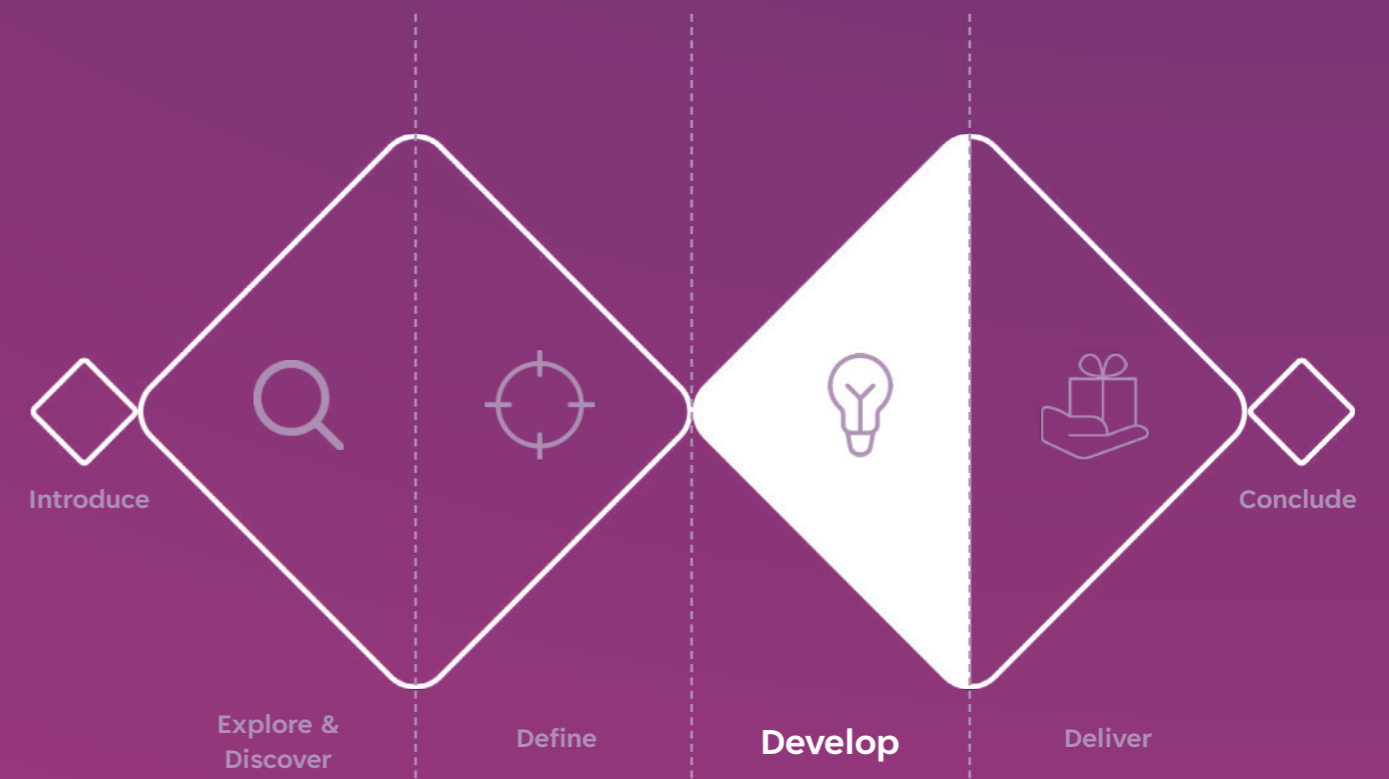 Introduce
Explore &
Discover
Define
Develop
Deliver
Conclude